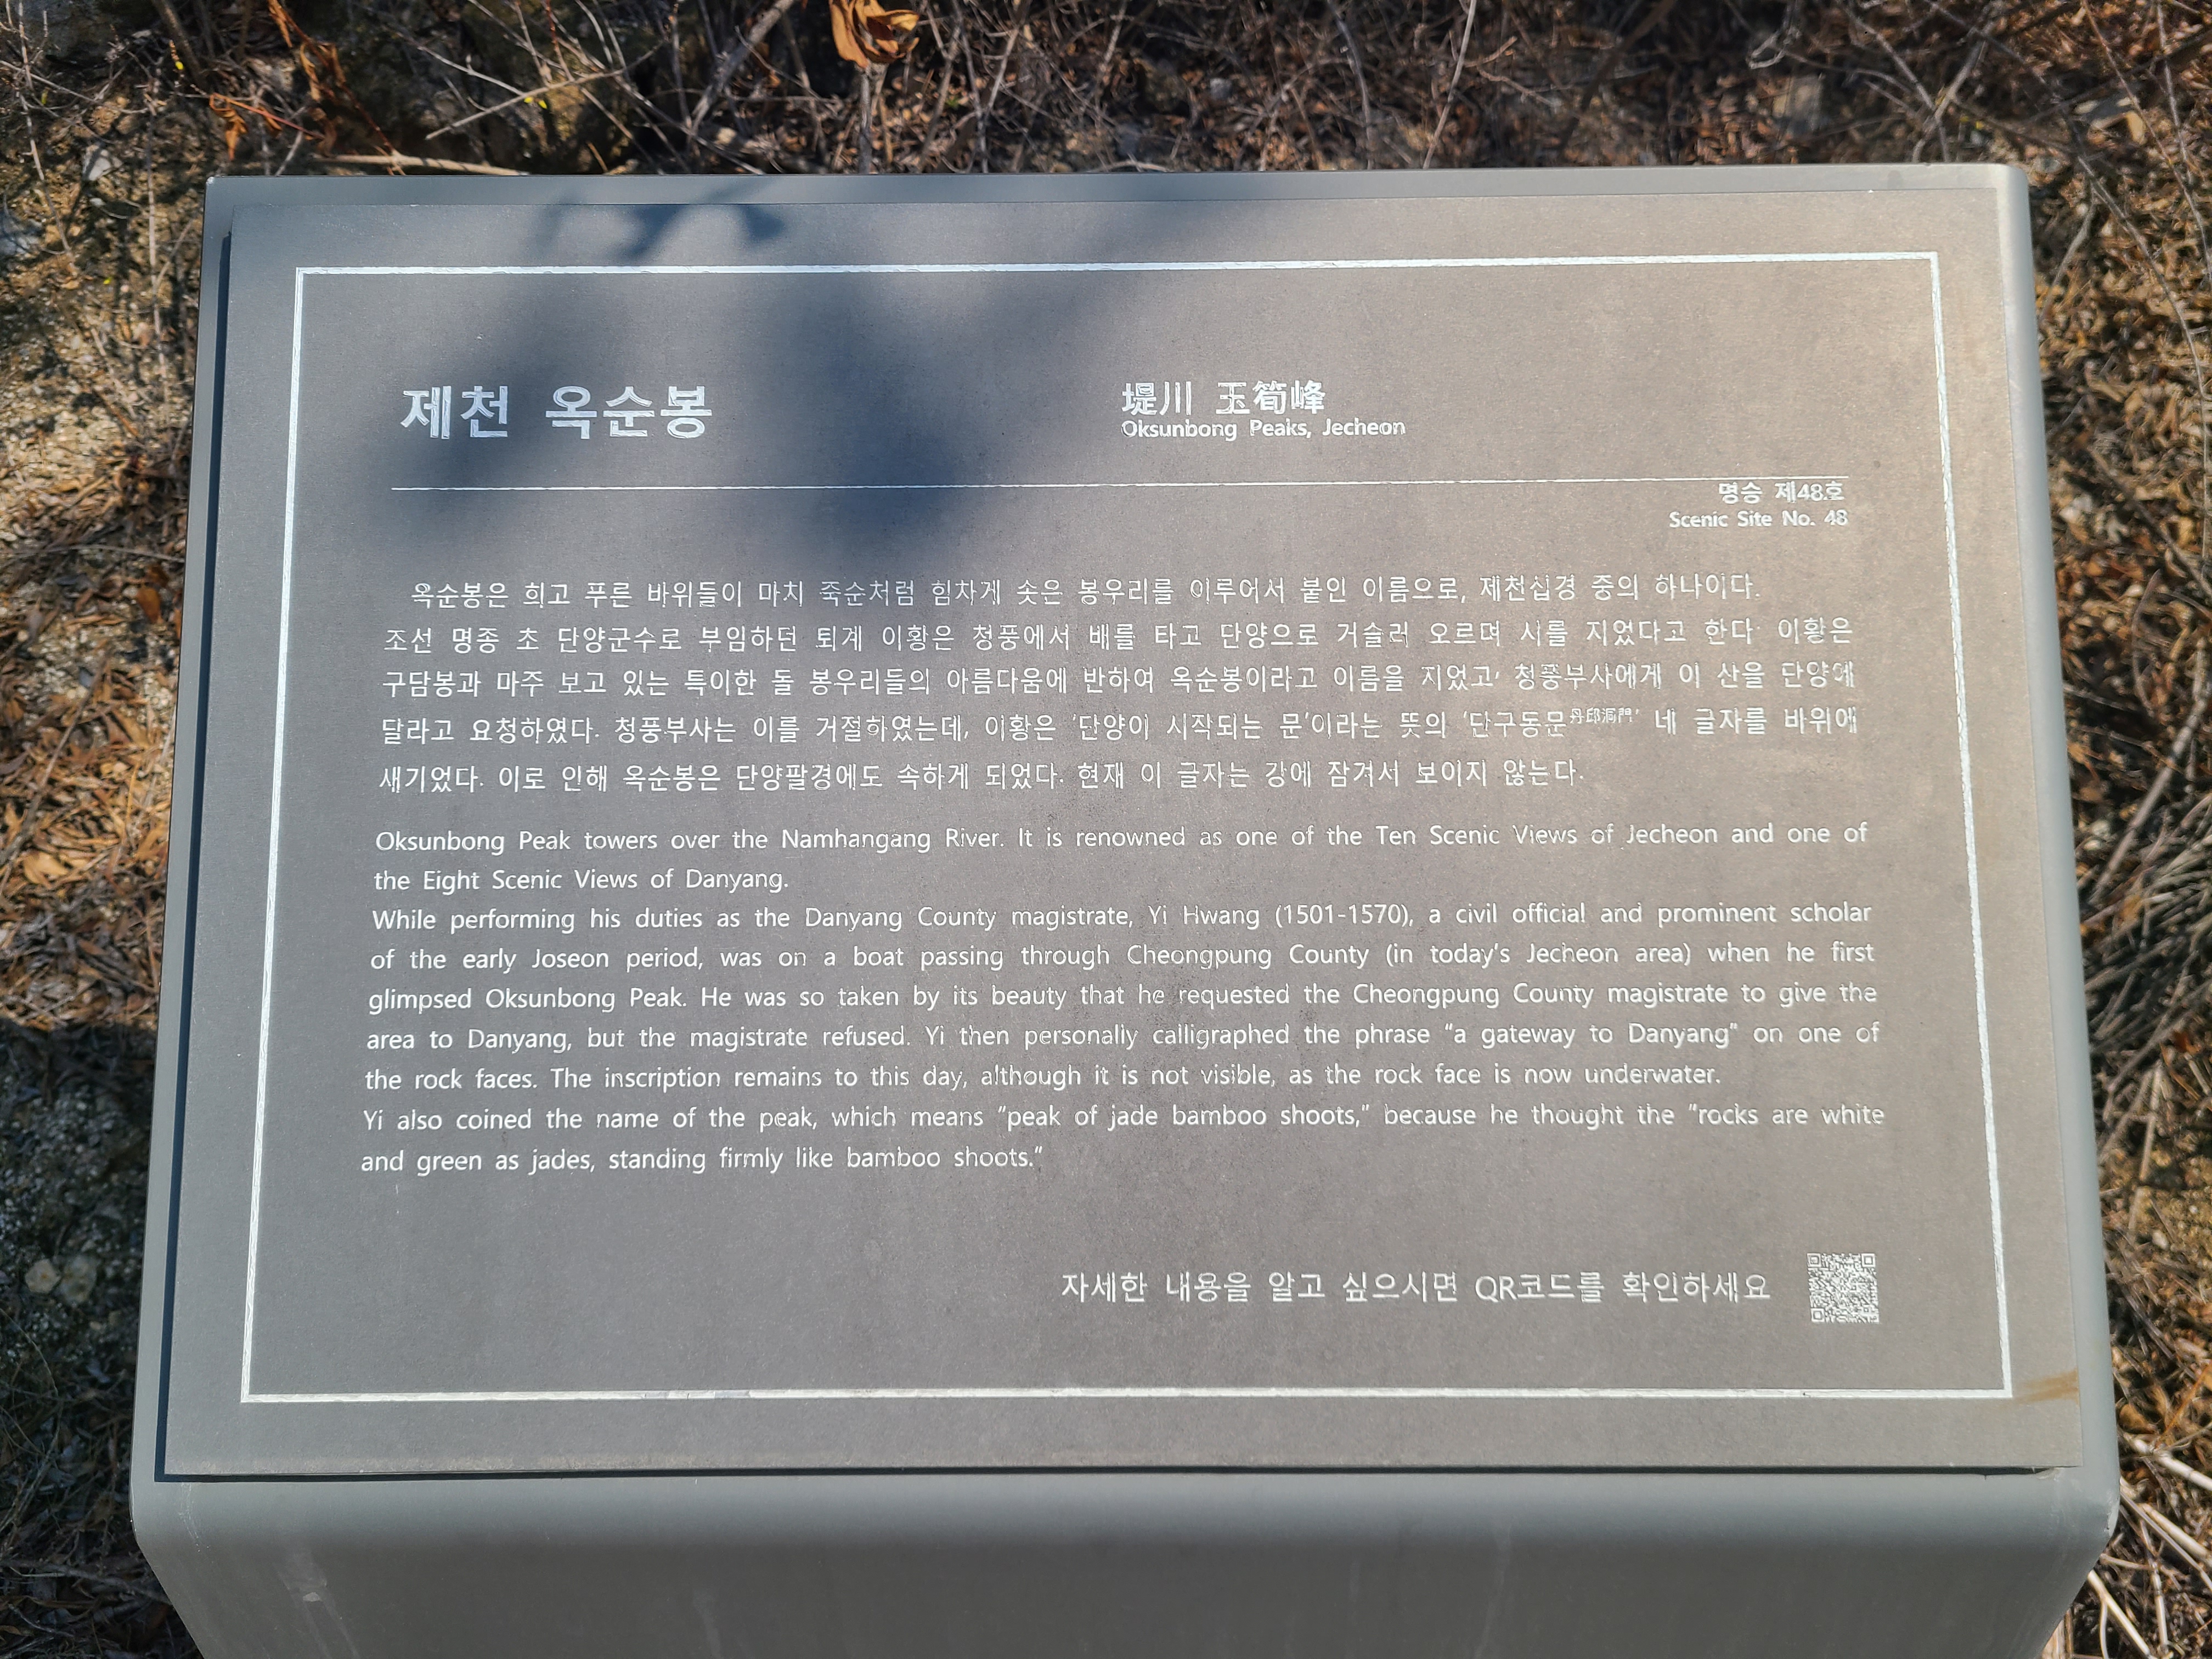 제천 옥순봉
堤川 玉筍峰
Oksunbong Peaks, Jecheon
명승 제48호
Scenic Site No. 48
옥순봉은 희고 푸른 바위들이 마치 죽순처럼 힘차게 솟은 봉우리를 이루어서 붙인 이름으로, 제천십경 중의 하나이다.
조선 명종 초 단양군수로 부임하던 퇴계 이황은 청풍에서 배를 타고 단양으로 거슬러 오르며 시를 지었다고 한다. 이황은
구담봉과 마주 보고 있는 특이한 돌 봉우리들의 아름다움에 반하여 옥순봉이라고 이름을 지었고, 청풍부사에게 이 산을 단양에
달라고 요청하였다. 청풍부사는 이를 거절하였는데, 이황은 '단양이 시작되는 문'이라는 뜻의 '단구동문丹邱洞門' 네 글자를 바위에
새기었다. 이로 인해 옥순봉은 단양팔경에도 속하게 되었다. 현재 이 글자는 강에 잠겨서 보이지 않는다.
Oksunbong Peak towers over the Namhangang River. It is renowned as one of the Ten Scenic Views of Jecheon and one of
the Eight Scenic Views of Danyang.
While performing his duties as the Danyang County magistrate, Yi Hwang (1501-1570), a civil official and prominent scholar
of the early Joseon period, was on a boat passing through Cheongpung County (in today's Jecheon area) when he first
glimpsed Oksunbong Peak. He was so taken by its beauty that he requested the Cheongpung County magistrate to give the
area to Danyang, but the magistrate refused. Yi then personally calligraphed the phrase "a gateway to Danyang" on one of
the rock faces. The inscription remains to this day, although it is not visible, as the rock face is now underwater.
Yi also coined the name of the peak, which means "peak of jade bamboo shoots," because he thought the "rocks are white
and green as jades, standing firmly like bamboo shoots."
자세한 내용을 알고 싶으시면 QR코드를 확인하세요